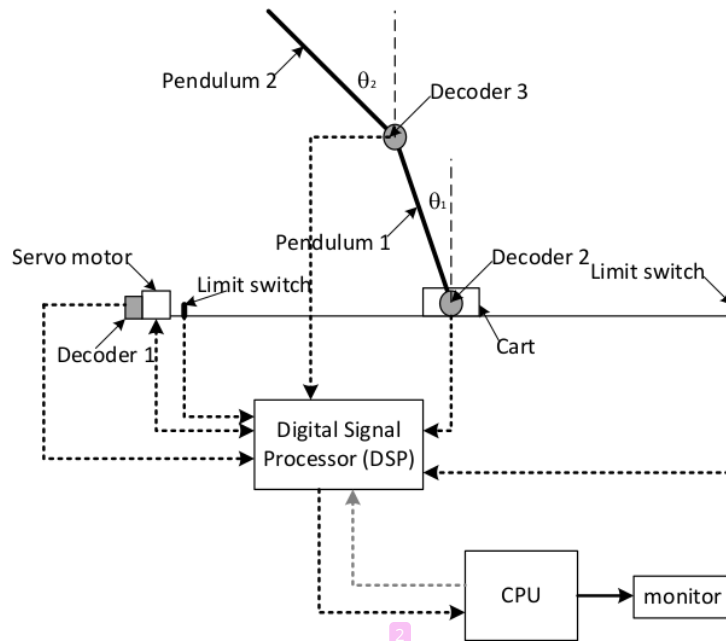 Pendulum 2
θ₂
Decoder 3
θ₁
Pendulum 1
Servo motor
Limit switch
Decoder 2
Limit switch
Decoder 1
Cart
Digital Signal
Processor (DSP)
CPU
monitor
2